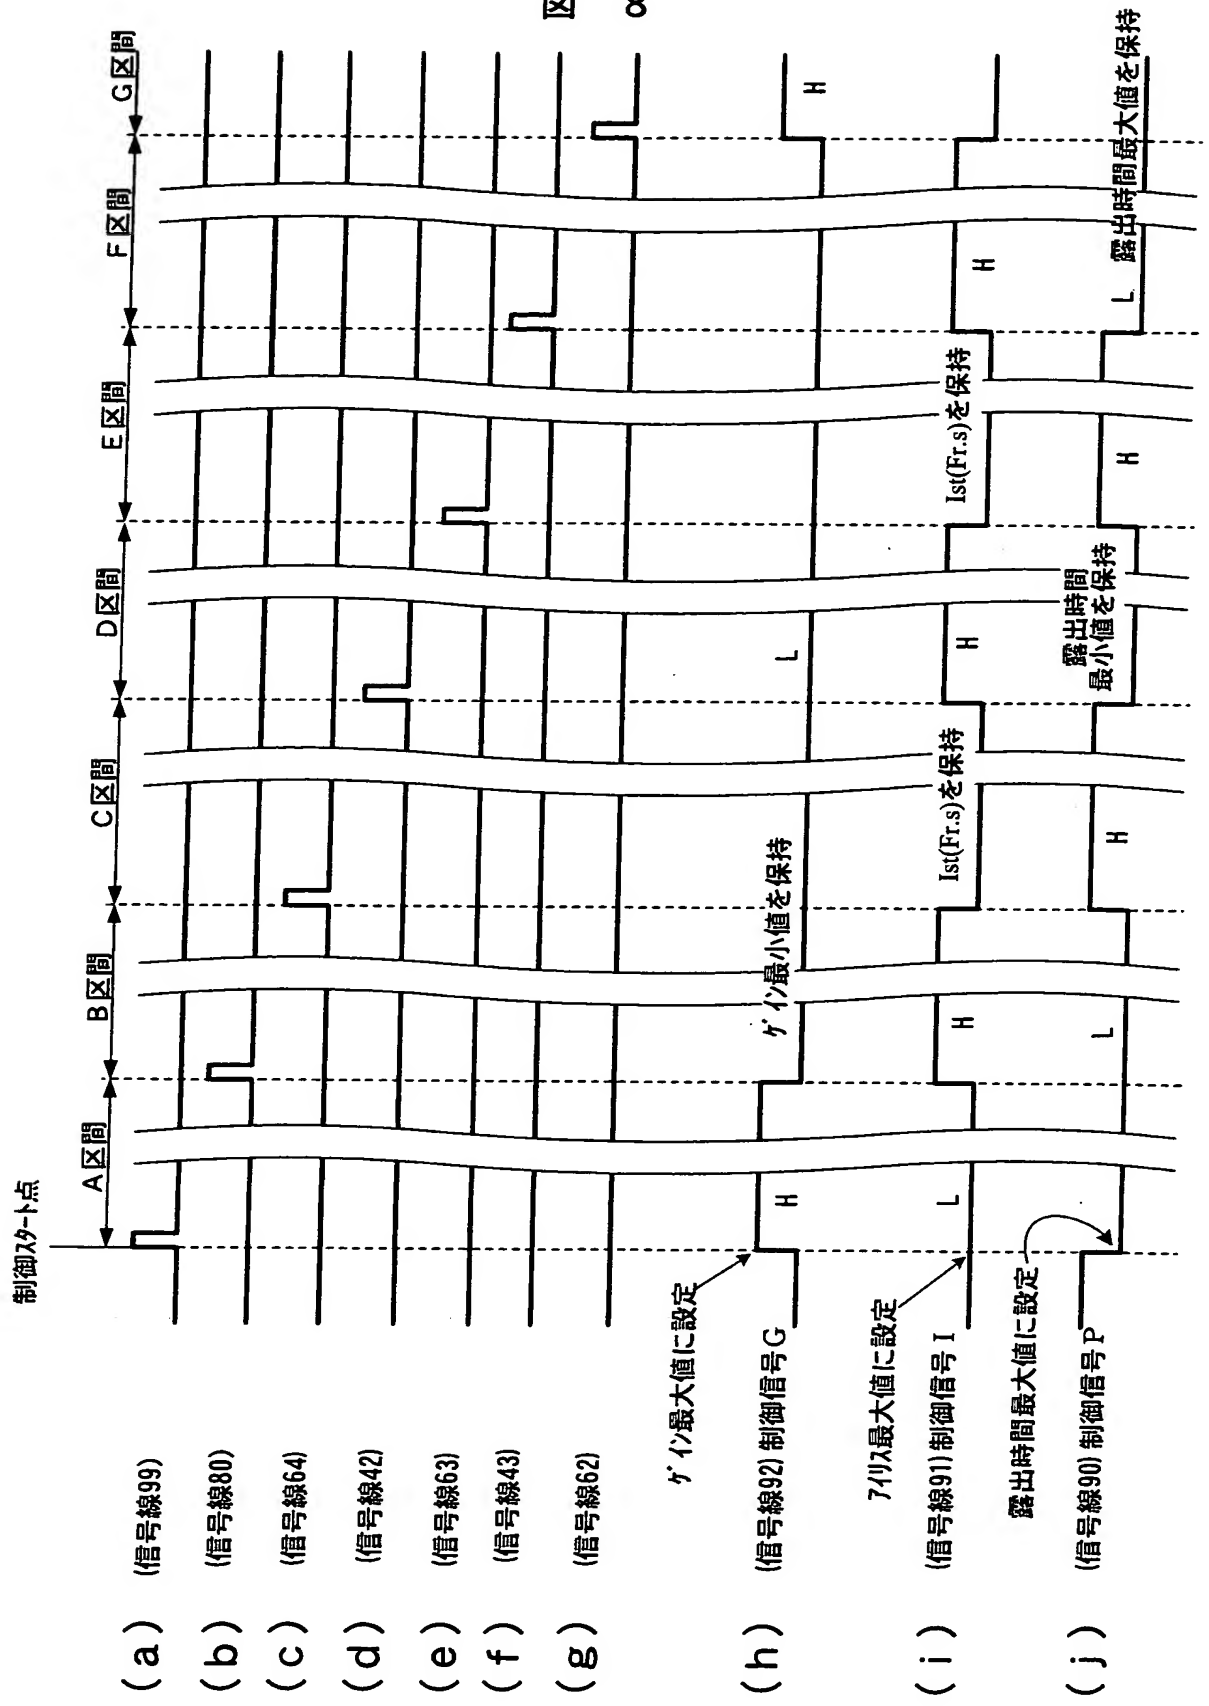 図 8
制御スタート点
A区間
B区間
C区間
D区間
E区間
F区間
G区間
(a) (信号線99)
(b) (信号線80)
(c) (信号線64)
(d) (信号線42)
(e) (信号線63)
(f) (信号線43)
(g) (信号線62)
ゲイン最大値に設定
(h) (信号線92) 制御信号G
H
ゲイン最小値を保持
L
H
アイリス最大値に設定
(i) (信号線91) 制御信号I
L
H
Ist(Fr.s)を保持
H
Ist(Fr.s)を保持
H
露出時間最大値に設定
(j) (信号線90) 制御信号P
L
H
露出時間
最小値を保持
H
L
露出時間最大値を保持